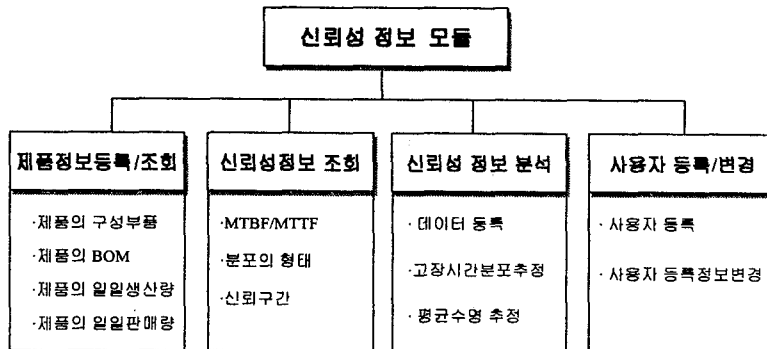 신뢰성 정보 모듈
제품정보등록/조회
·제품의 구성부품
·제품의 BOM
·제품의 일일생산량
·제품의 일일판매량
신뢰성정보 조회
·MTBF/MTTF
·분포의 형태
·신뢰구간
신뢰성 정보 분석
· 데이터 등록
·고장시간분포추정
· 평균수명 추정
사용자 등록/변경
· 사용자 등록
· 사용자 등록정보변경